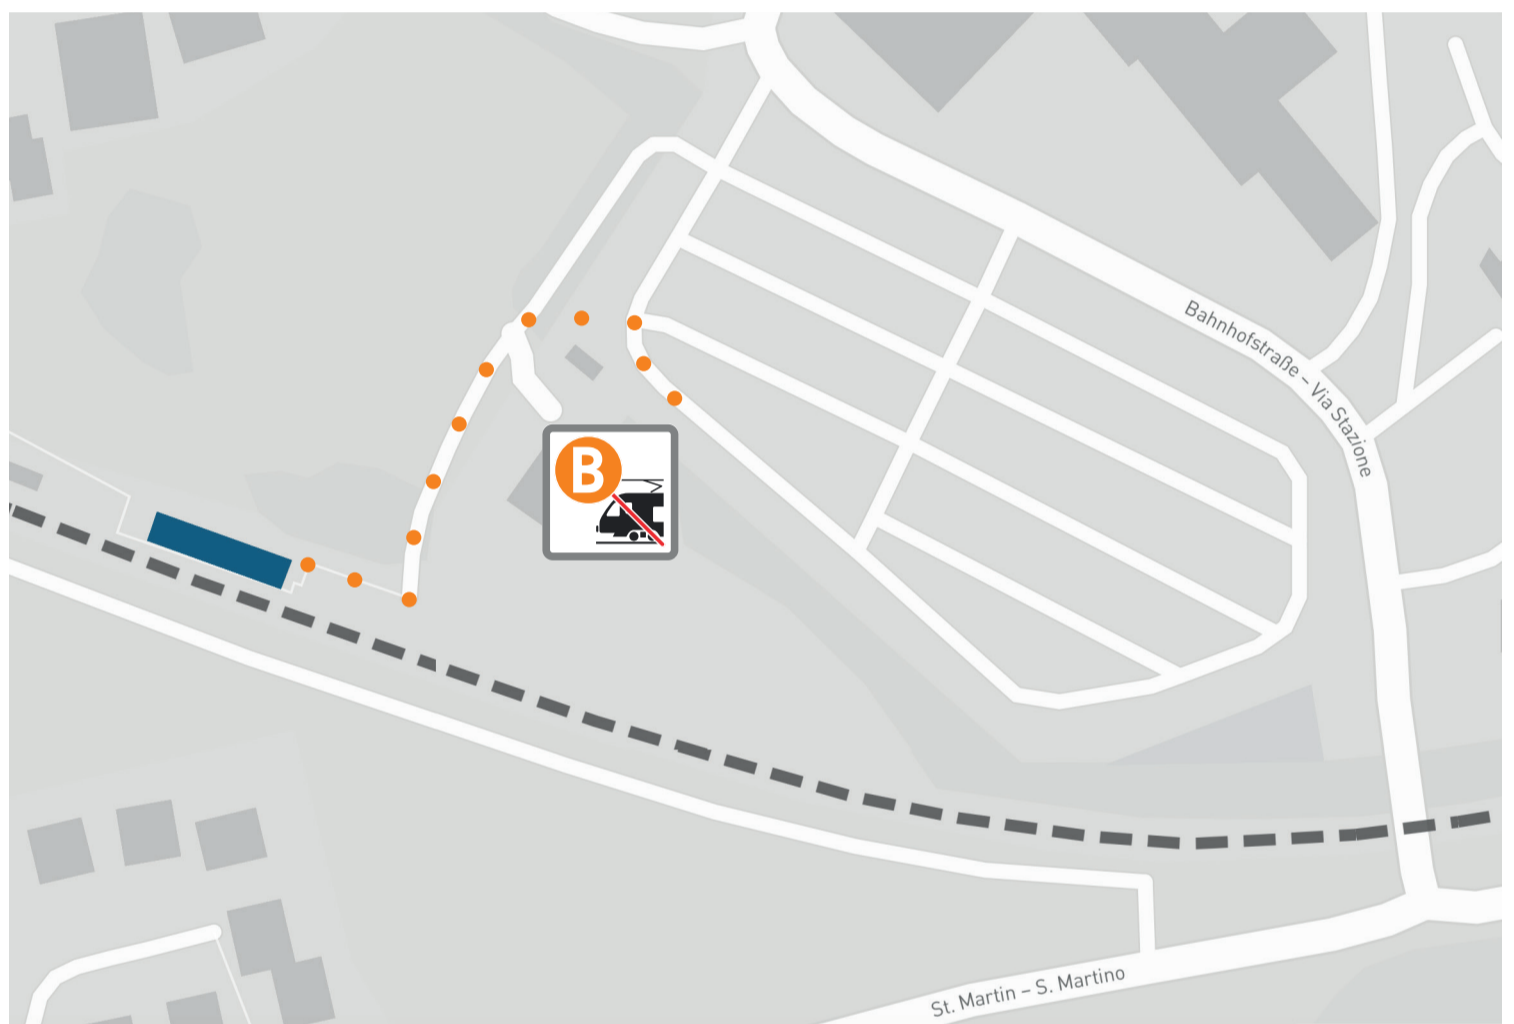 Bahnhofstraße – Via Stazione
B
St. Martin – S. Martino